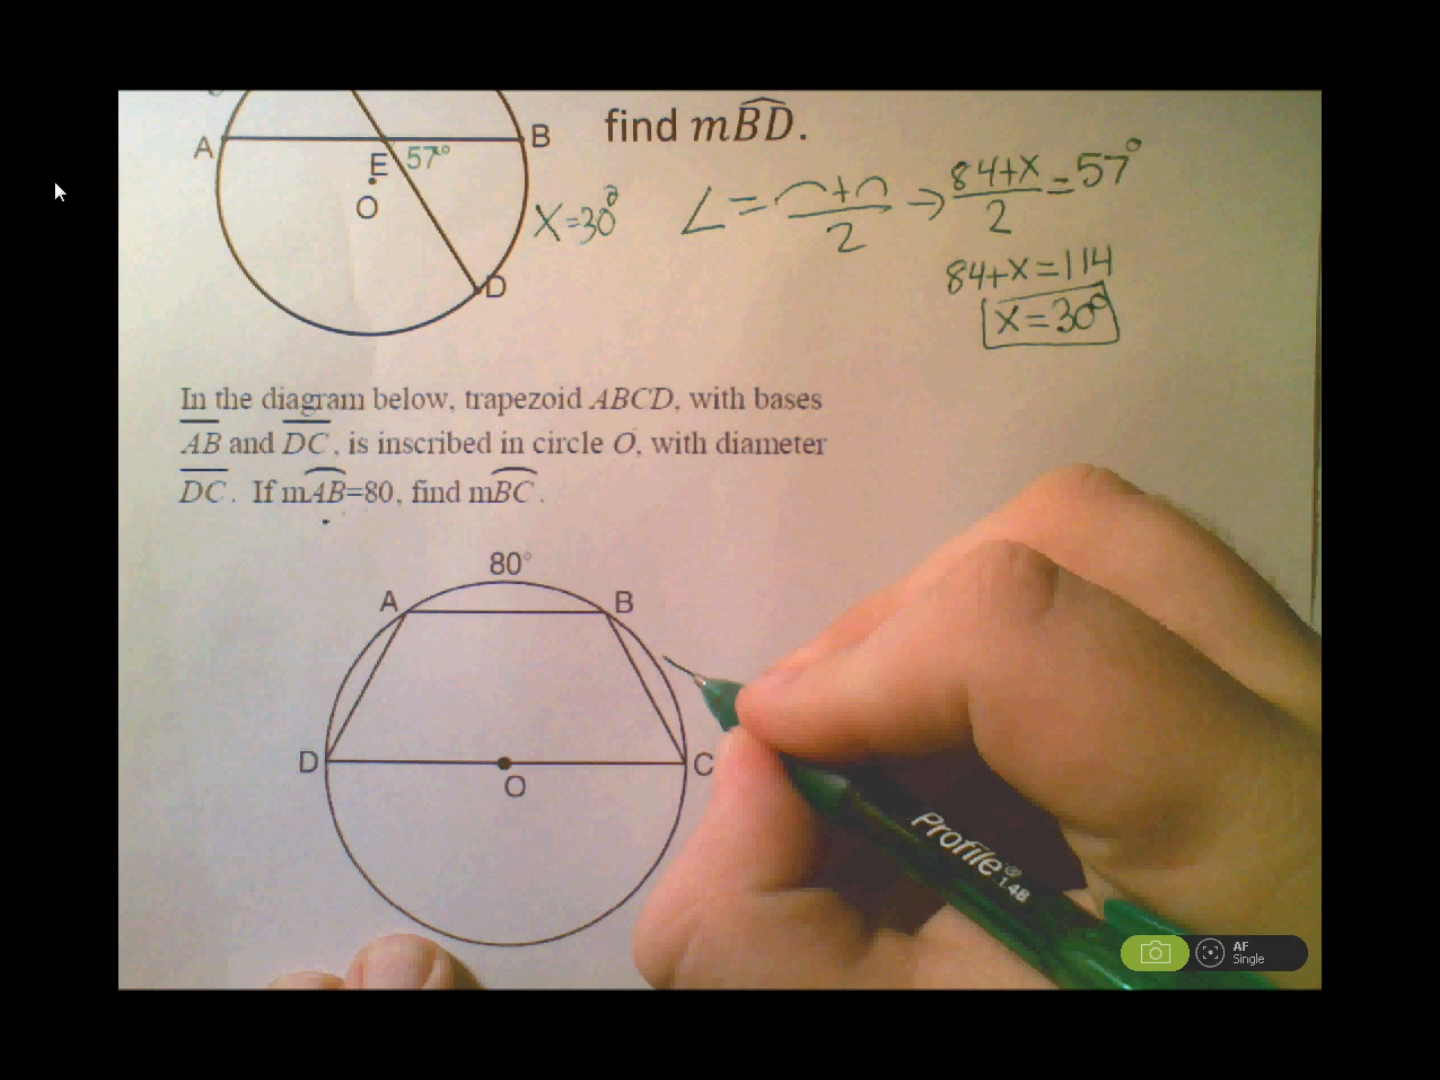 A
B
E
57°
O
D
find mBD.
X=30°
∠ = ⌒+⌒/2 → 84+x/2 = 57°
84+x=114
x=30°
In the diagram below, trapezoid ABCD, with bases
AB and DC, is inscribed in circle O, with diameter
DC. If mAB=80, find mBC.
80°
A
B
D
C
O
Profile®
1.4B
AF
Single